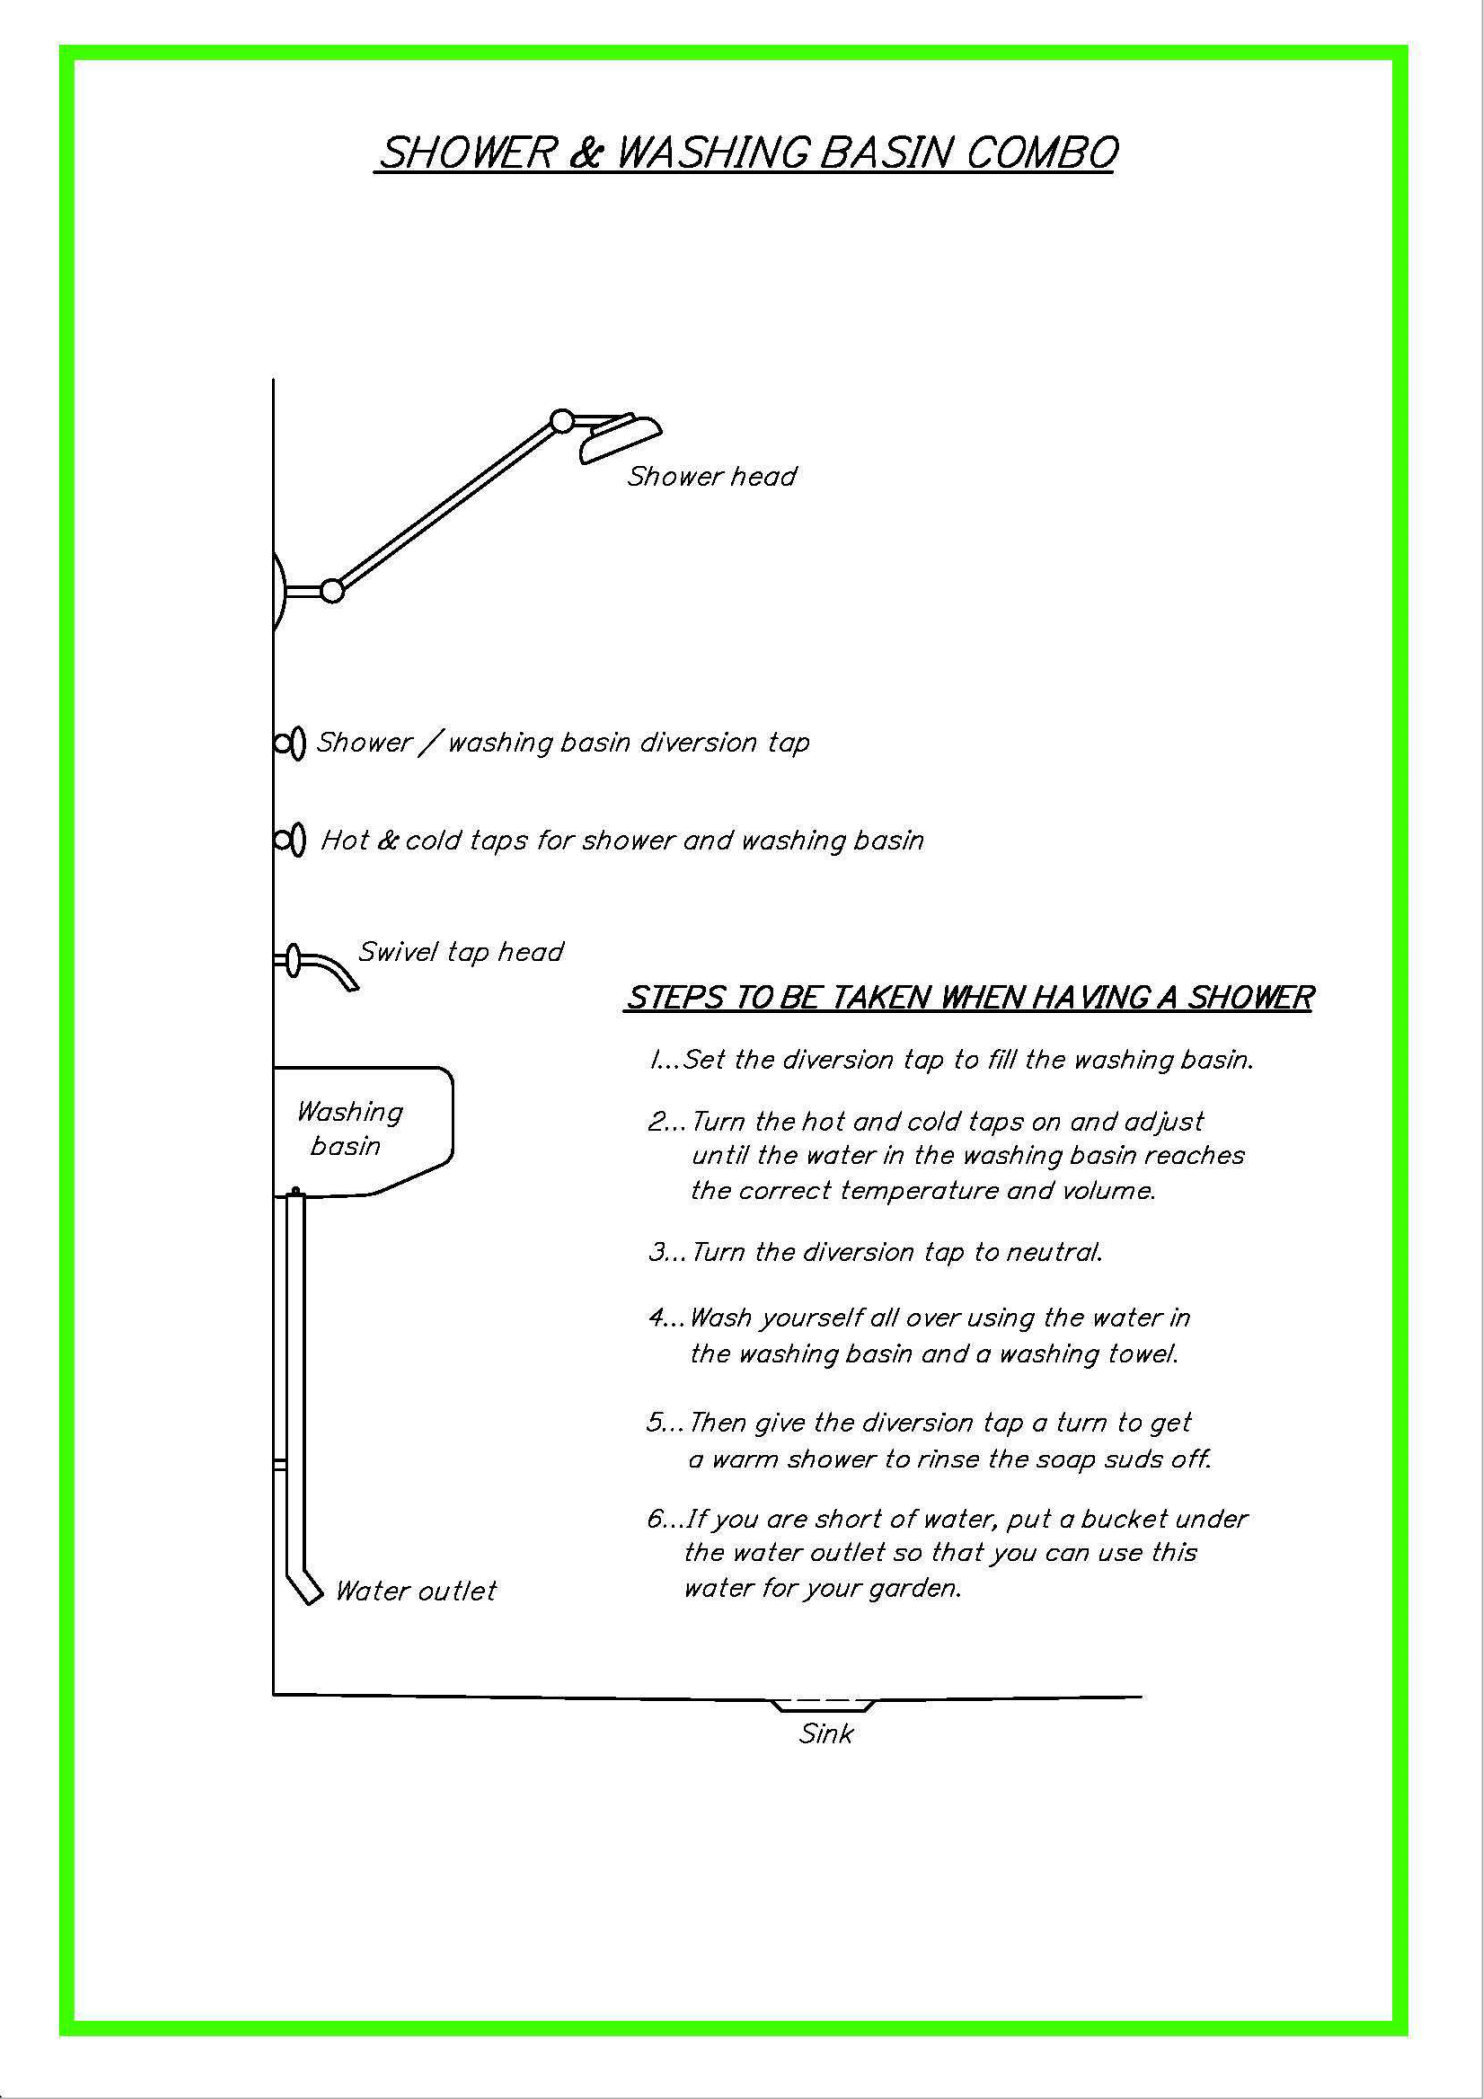 SHOWER & WASHING BASIN COMBO
Shower head
Shower / washing basin diversion tap
Hot & cold taps for shower and washing basin
Swivel tap head
Washing
basin
Water outlet
STEPS TO BE TAKEN WHEN HAVING A SHOWER
1...Set the diversion tap to fill the washing basin.
2...Turn the hot and cold taps on and adjust
until the water in the washing basin reaches
the correct temperature and volume.
3...Turn the diversion tap to neutral.
4...Wash yourself all over using the water in
the washing basin and a washing towel.
5...Then give the diversion tap a turn to get
a warm shower to rinse the soap suds off.
6...If you are short of water, put a bucket under
the water outlet so that you can use this
water for your garden.
Sink